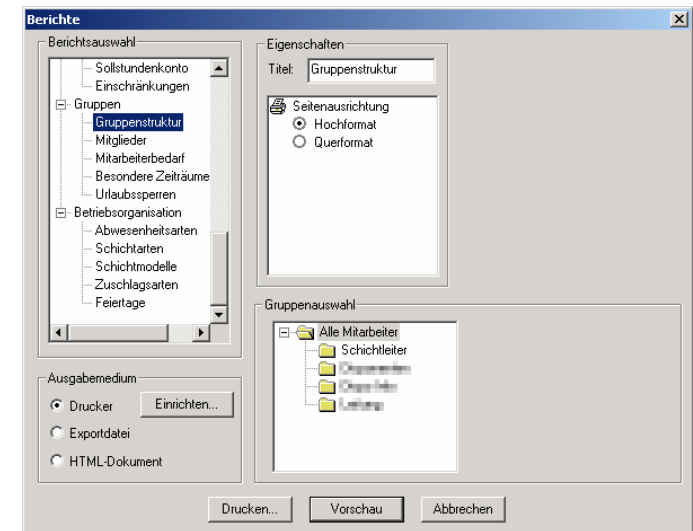 Berichte
Berichtsauswahl
Sollstundenkonto
Einschränkungen
Gruppen
Gruppenstruktur
Mitglieder
Mitarbeiterbedarf
Besondere Zeiträume
Urlaubssperren
Betriebsorganisation
Abwesenheitsarten
Schichtarten
Schichtmodelle
Zuschlagsarten
Feiertage
Eigenschaften
Titel: Gruppenstruktur
Seitenausrichtung
Hochformat
Querformat
Gruppenauswahl
Alle Mitarbeiter
Schichtleiter
Ausgabemedium
Drucker Einrichten...
Exportdatei
HTML-Dokument
Drucken... Vorschau Abbrechen